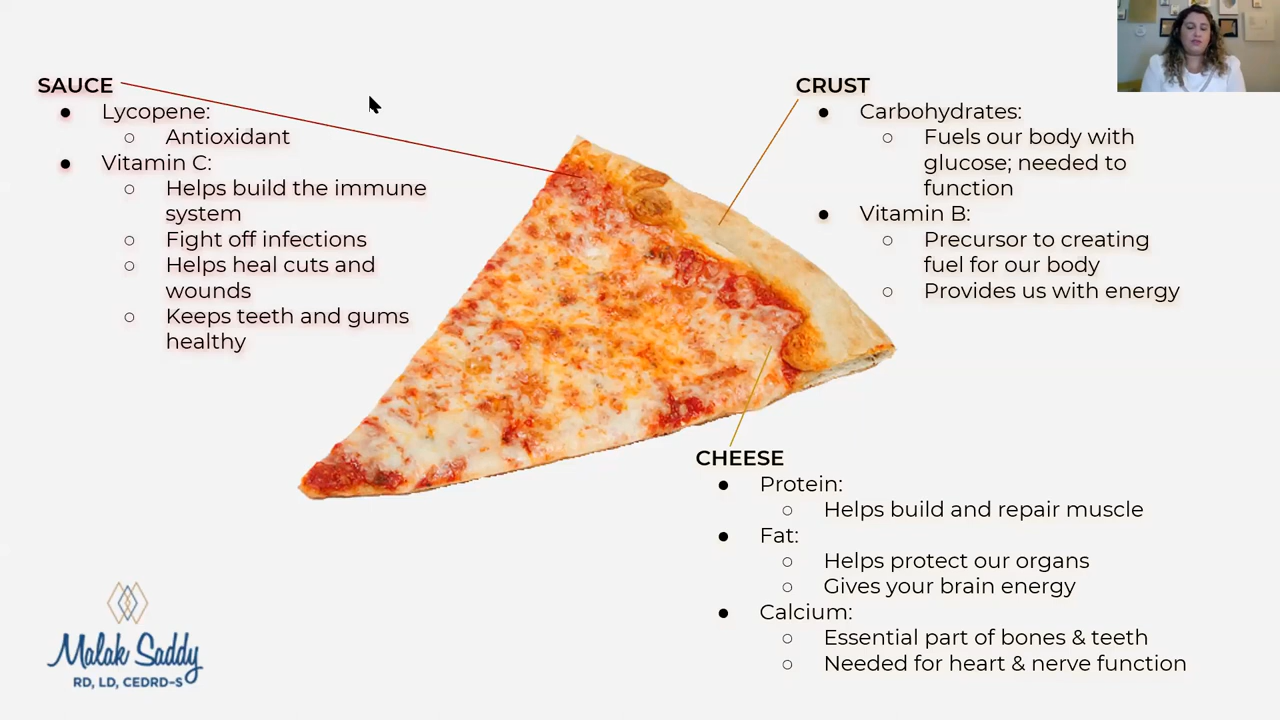 SAUCE
● Lycopene:
○ Antioxidant
● Vitamin C:
○ Helps build the immune
system
○ Fight off infections
○ Helps heal cuts and
wounds
○ Keeps teeth and gums
healthy
CRUST
● Carbohydrates:
○ Fuels our body with
glucose; needed to
function
● Vitamin B:
○ Precursor to creating
fuel for our body
○ Provides us with energy
CHEESE
● Protein:
○ Helps build and repair muscle
● Fat:
○ Helps protect our organs
○ Gives your brain energy
● Calcium:
○ Essential part of bones & teeth
○ Needed for heart & nerve function
Malak Saddy
RD, LD, CEDRD-S